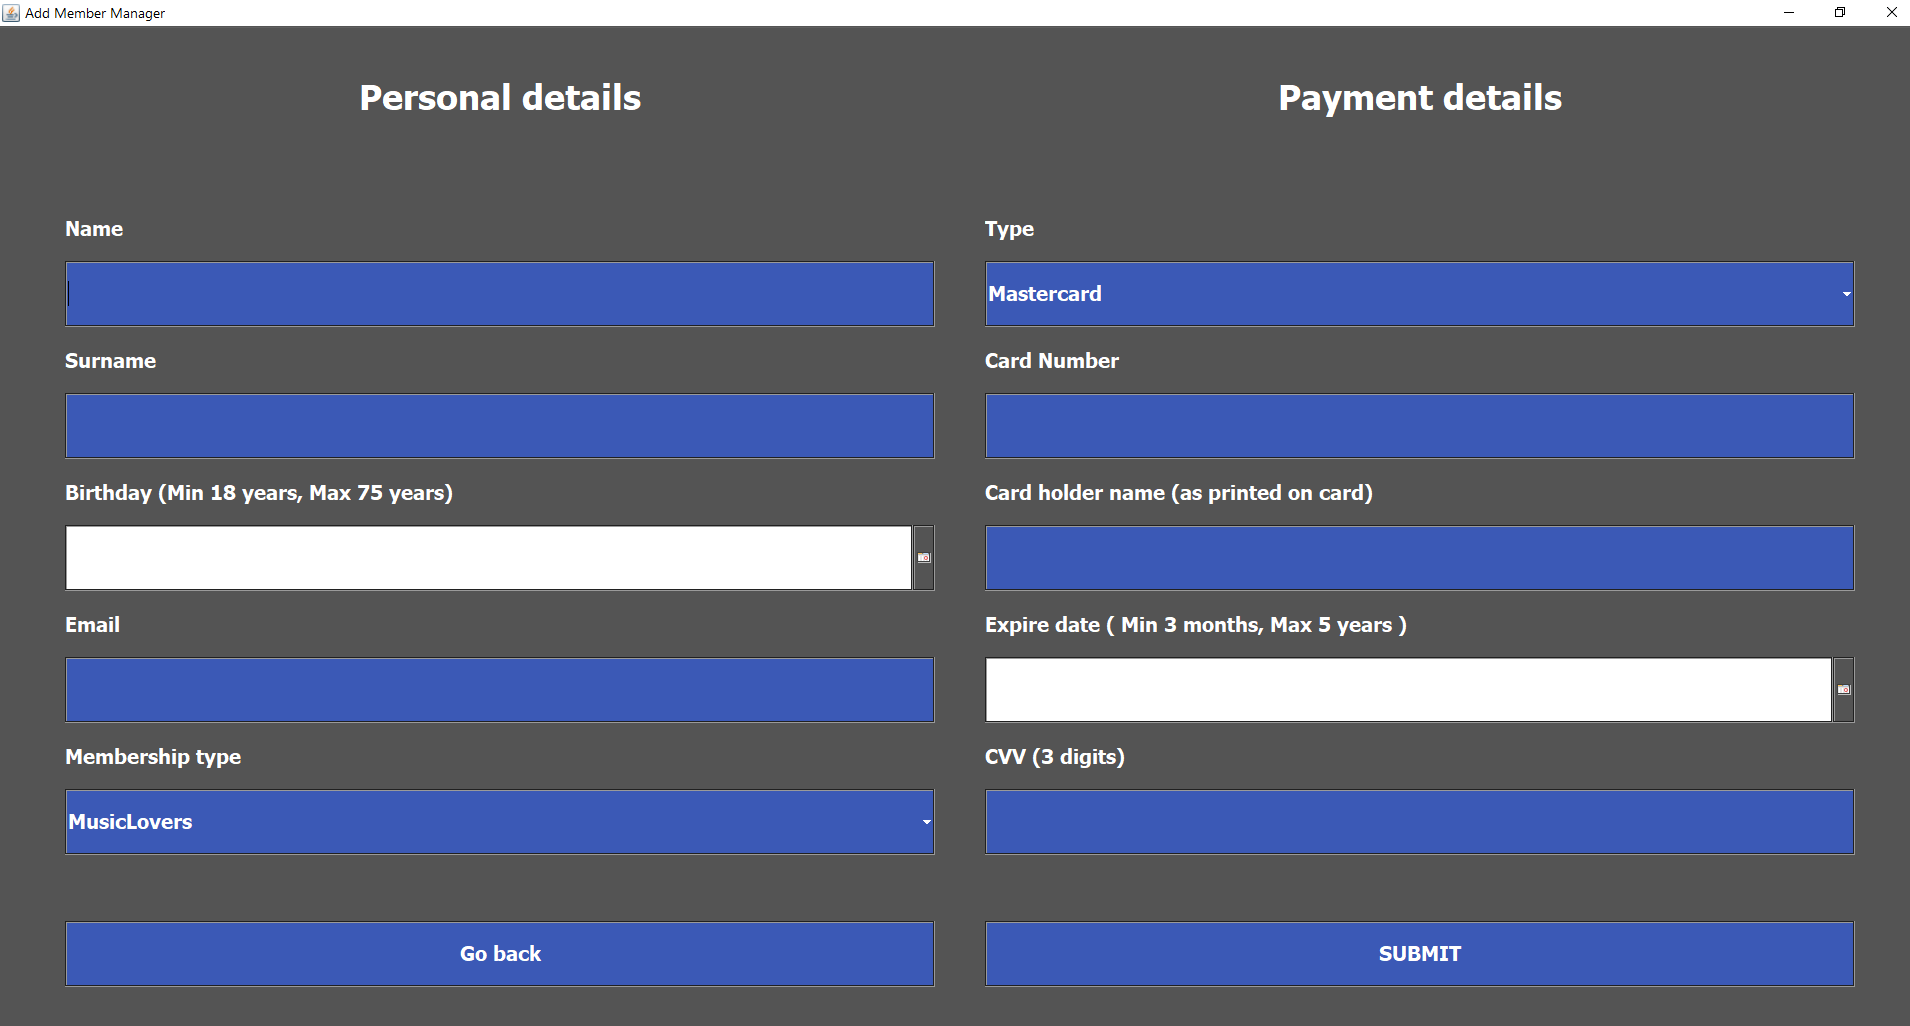 Add Member Manager
Personal details
Name
Surname
Birthday (Min 18 years, Max 75 years)
Email
Membership type
MusicLovers
Go back
Payment details
Type
Mastercard
Card Number
Card holder name (as printed on card)
Expire date ( Min 3 months, Max 5 years )
CVV (3 digits)
SUBMIT